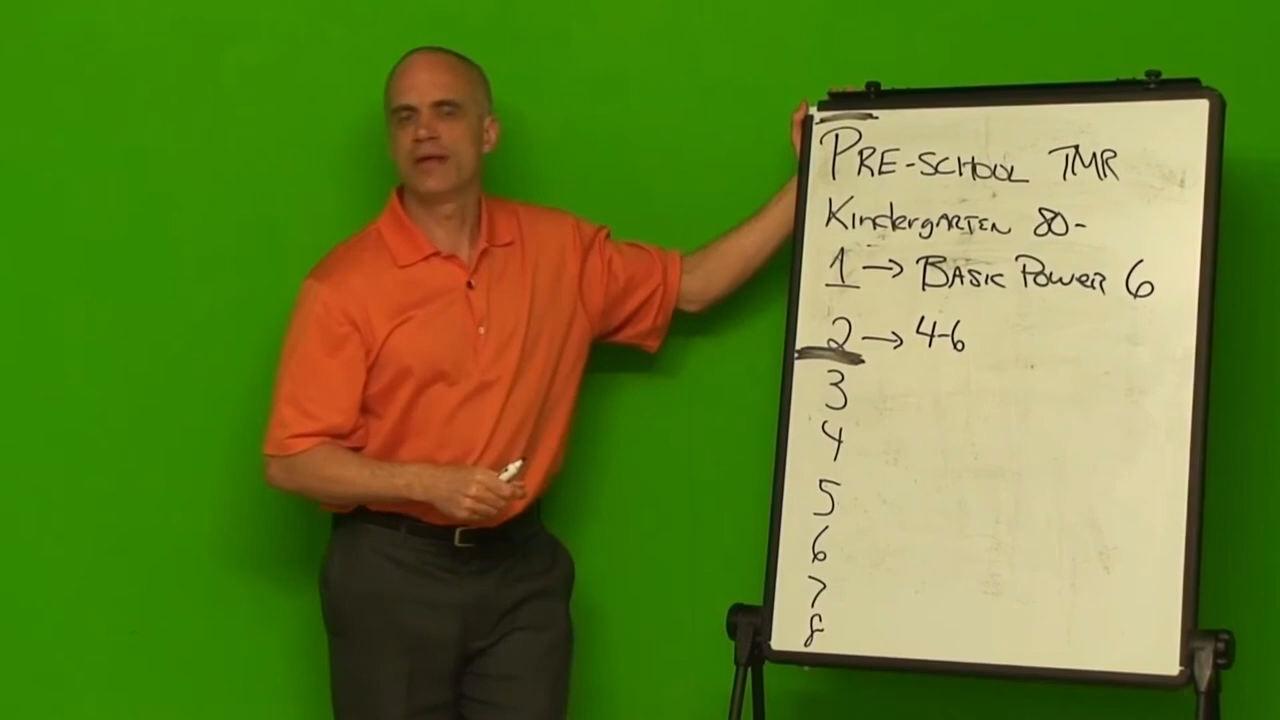 PRE-SCHOOL TMR
KindergARTEN 80-
1 → BASIC POWER 6
2 → 4-6
3
4
5
6
7
8